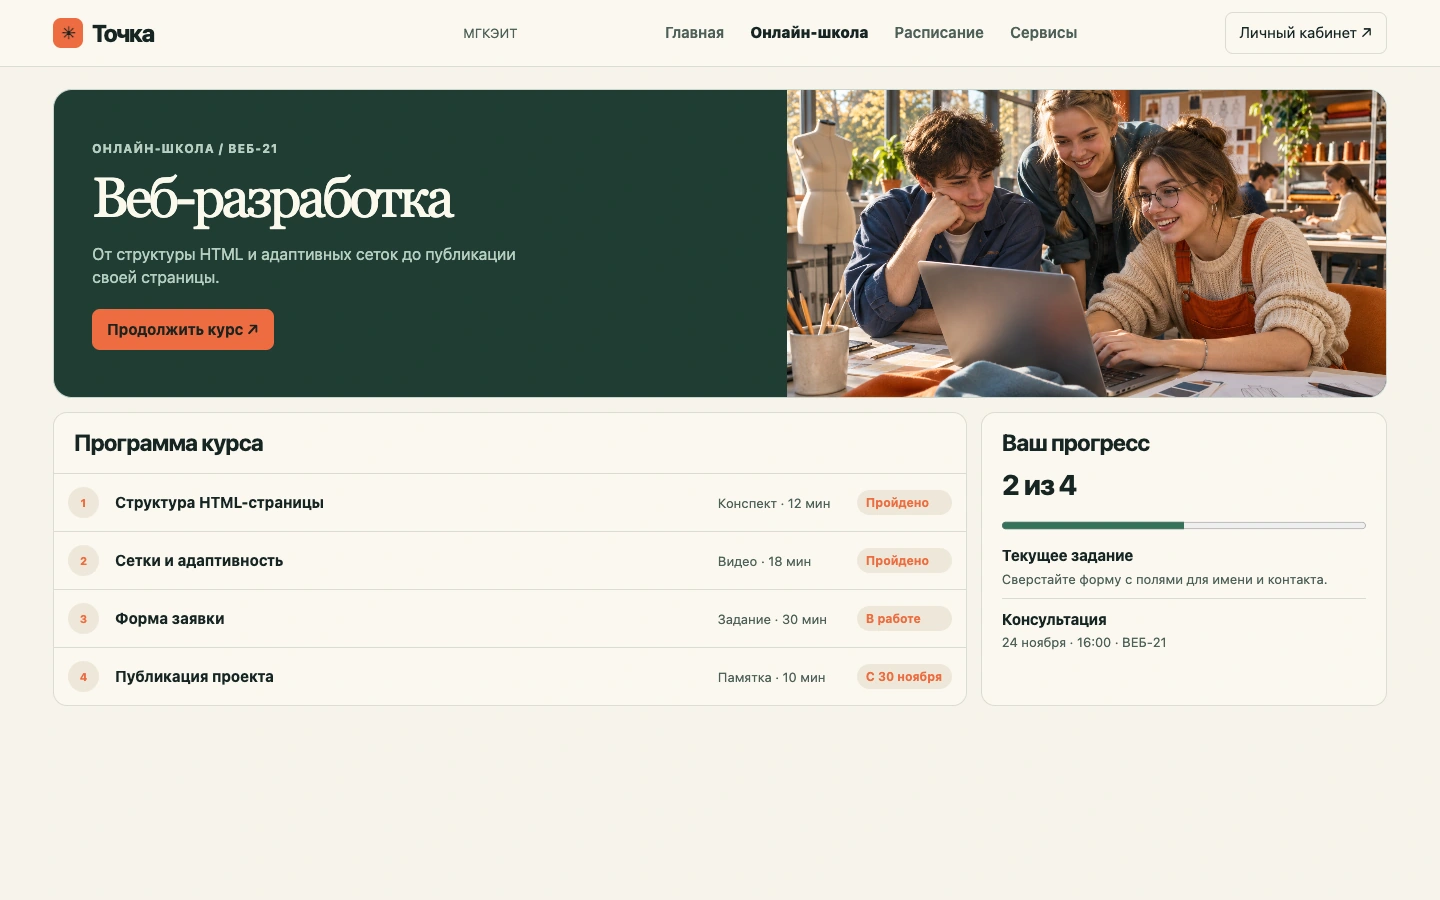 Точка
МГКЭИТ
Главная
Онлайн-школа
Расписание
Сервисы
Личный кабинет ↗
ОНЛАЙН-ШКОЛА / ВЕБ-21
Веб-разработка
От структуры HTML и адаптивных сеток до публикации
своей страницы.
Продолжить курс ↗
Программа курса
1 Структура HTML-страницы Конспект · 12 мин Пройдено
2 Сетки и адаптивность Видео · 18 мин Пройдено
3 Форма заявки Задание · 30 мин В работе
4 Публикация проекта Памятка · 10 мин С 30 ноября
Ваш прогресс
2 из 4
Текущее задание
Сверстайте форму с полями для имени и контакта.
Консультация
24 ноября · 16:00 · ВЕБ-21